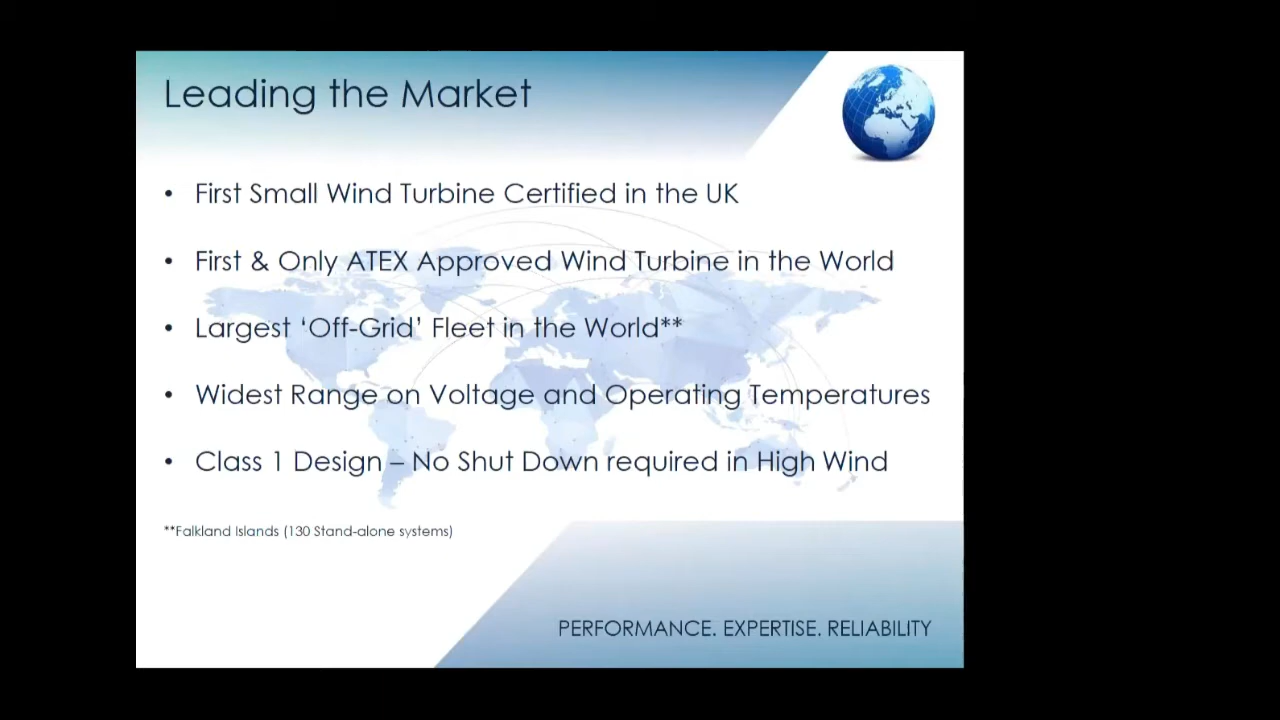 Leading the Market
• First Small Wind Turbine Certified in the UK
• First & Only ATEX Approved Wind Turbine in the World
• Largest ‘Off-Grid’ Fleet in the World**
• Widest Range on Voltage and Operating Temperatures
• Class 1 Design – No Shut Down required in High Wind
**Falkland Islands (130 Stand-alone systems)
PERFORMANCE. EXPERTISE. RELIABILITY